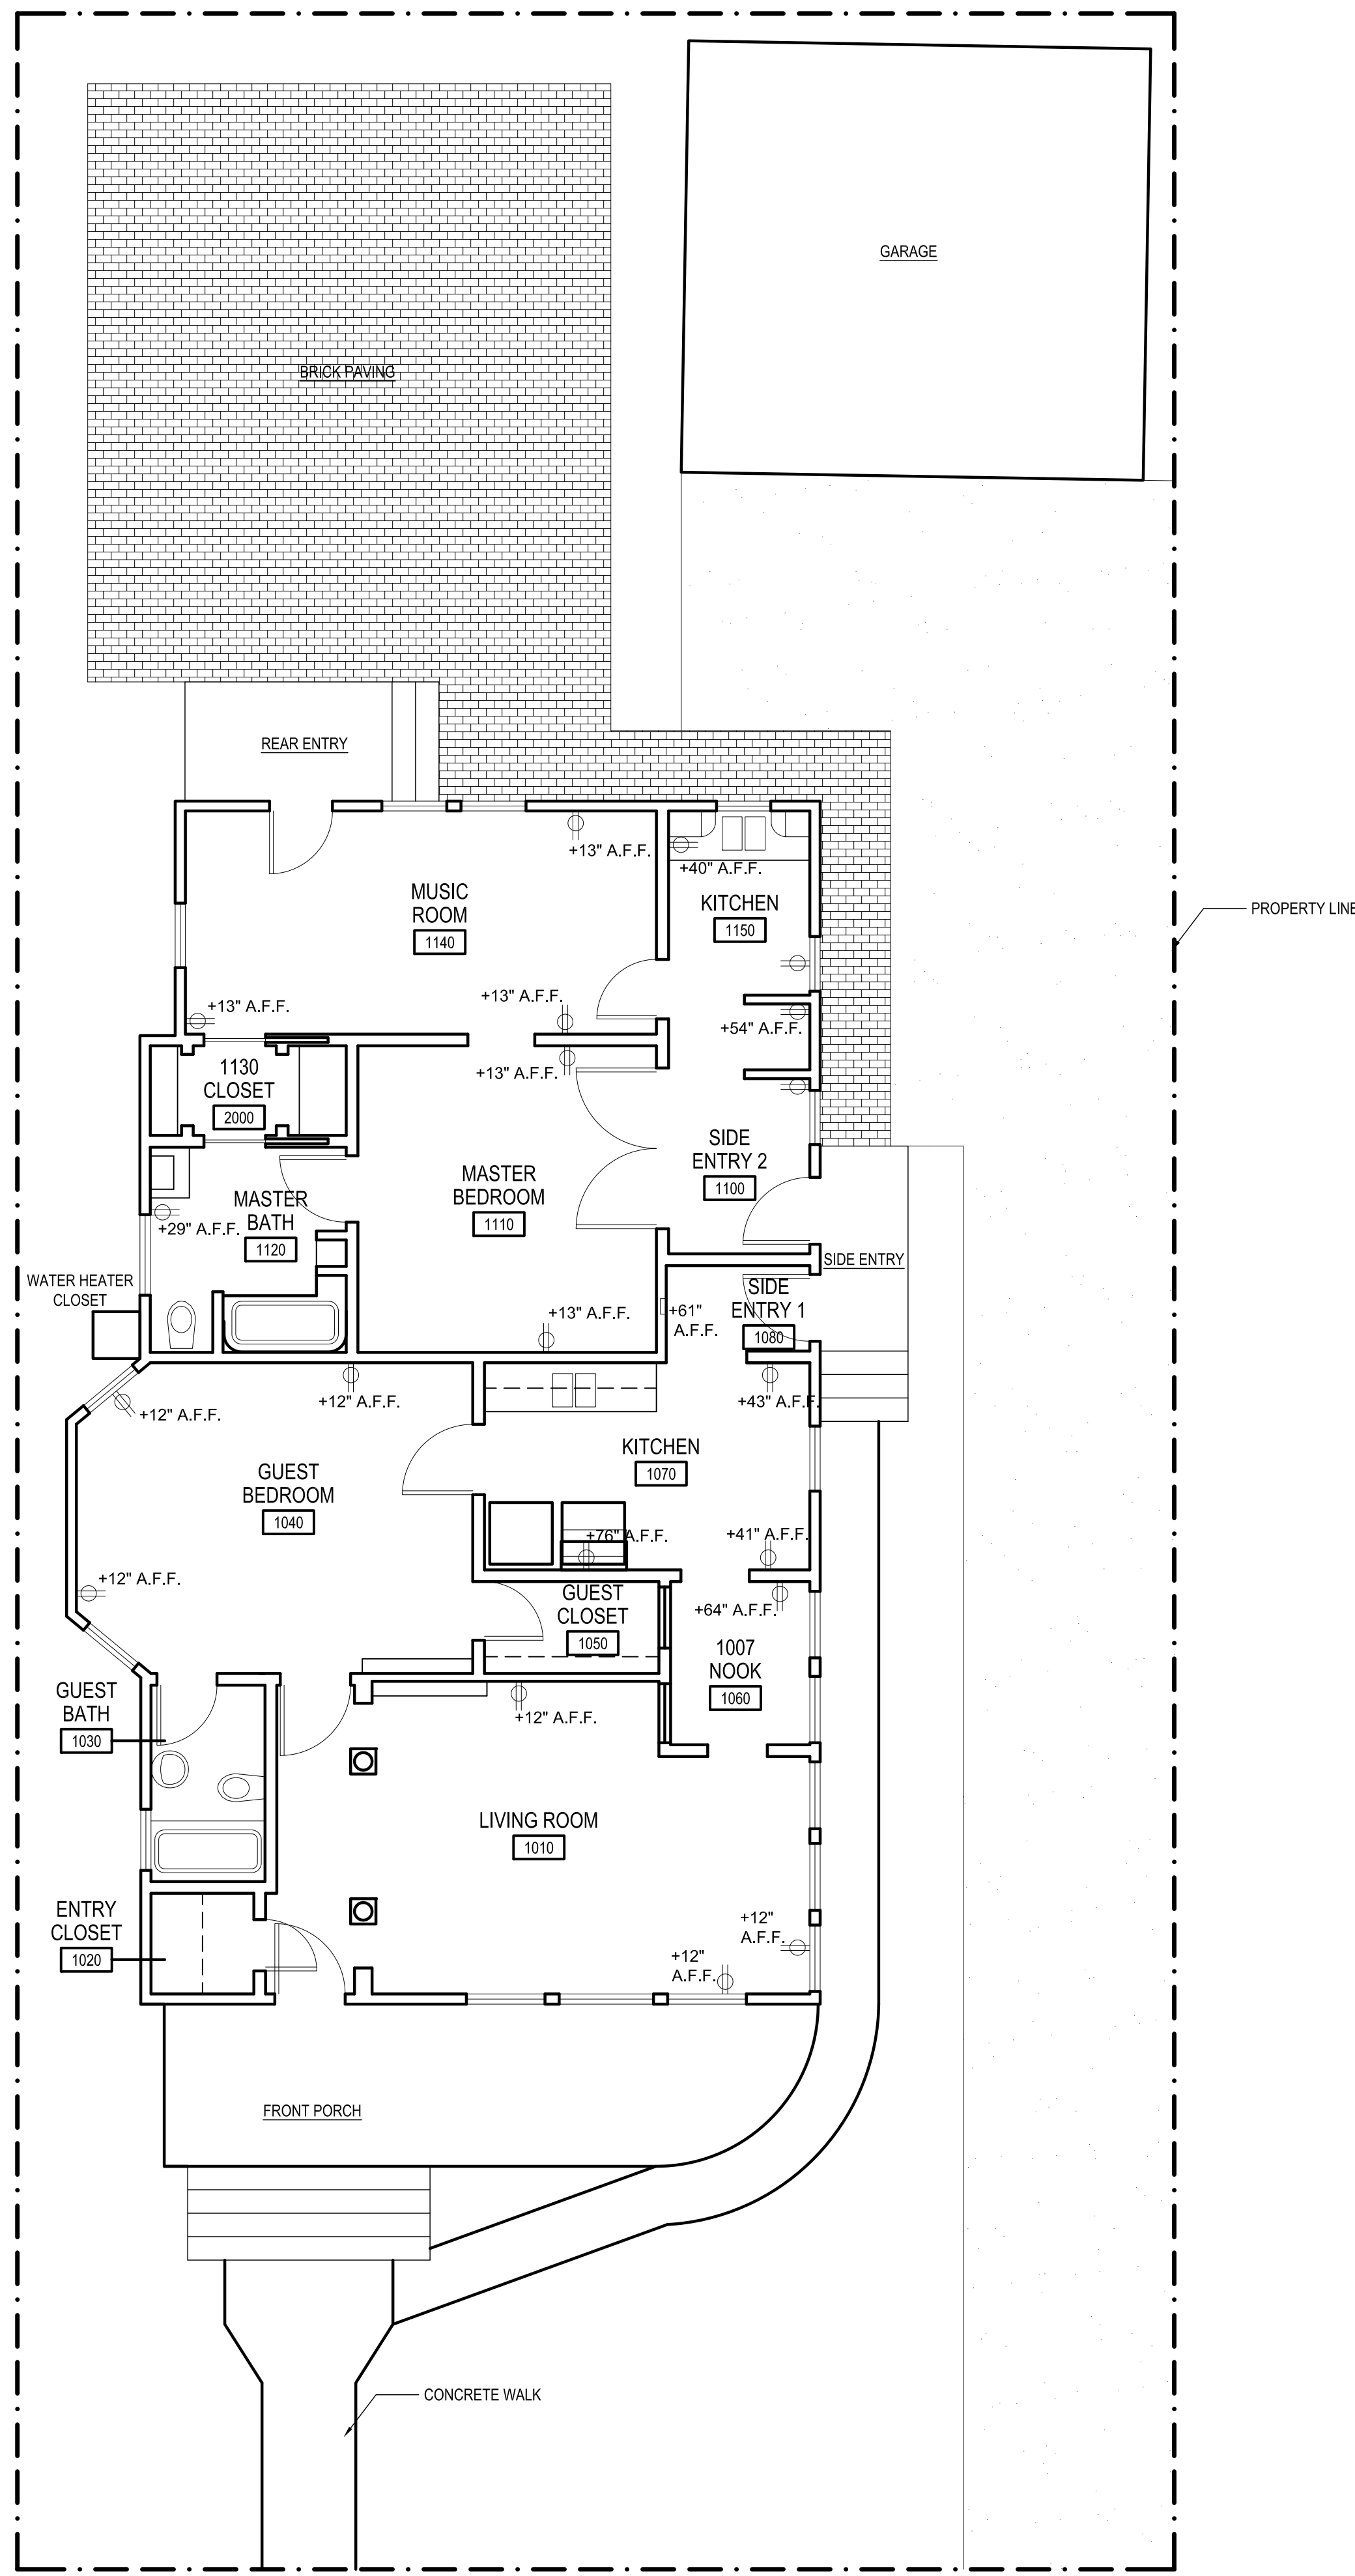 GARAGE
BRICK PAVING
REAR ENTRY
+13" A.F.F.
+40" A.F.F.
MUSIC
ROOM
1140
KITCHEN
1150
PROPERTY LINE
+13" A.F.F.
+13" A.F.F.
+54" A.F.F.
+13" A.F.F.
1130
CLOSET
2000
SIDE
ENTRY 2
1100
MASTER
BEDROOM
1110
MASTER
BATH
1120
+29" A.F.F.
WATER HEATER
CLOSET
SIDE ENTRY
SIDE
ENTRY 1
1080
+61"
A.F.F.
+13" A.F.F.
+12" A.F.F.
+12" A.F.F.
+43" A.F.F.
KITCHEN
1070
GUEST
BEDROOM
1040
+76" A.F.F.
+41" A.F.F.
+12" A.F.F.
GUEST
CLOSET
1050
+64" A.F.F.
1007
NOOK
1060
GUEST
BATH
1030
+12" A.F.F.
LIVING ROOM
1010
ENTRY
CLOSET
1020
+12"
A.F.F.
+12"
A.F.F.
FRONT PORCH
CONCRETE WALK